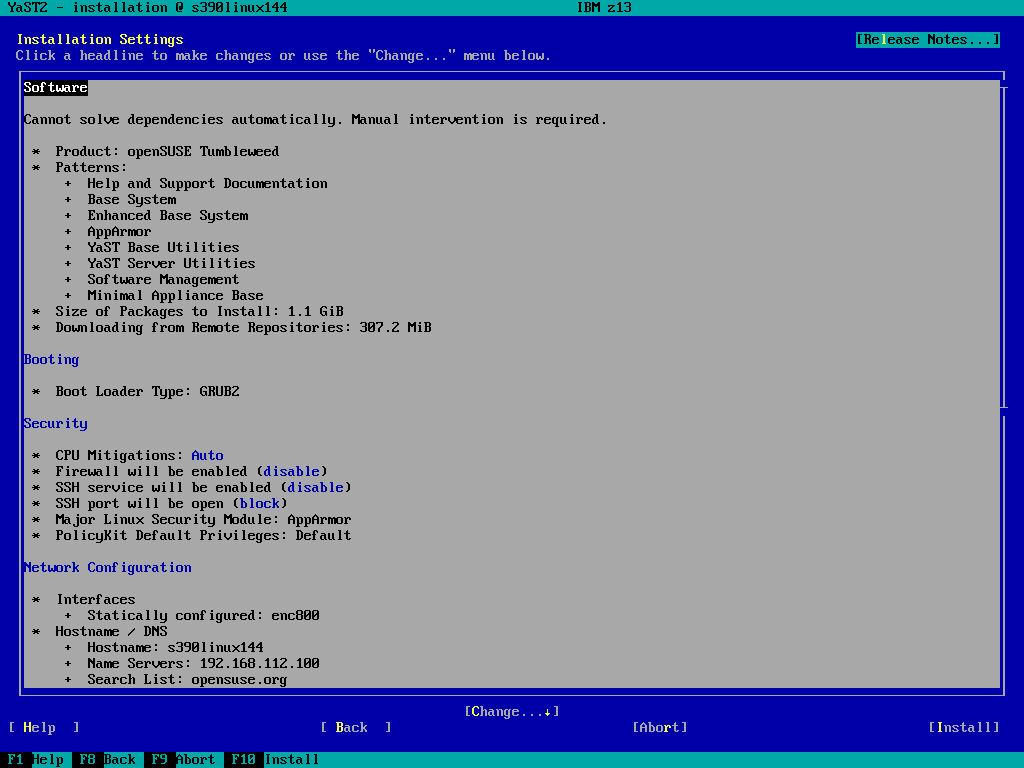 YaST2 - installation @ s390linux144 IBM z13
Installation Settings [Release Notes...]
Click a headline to make changes or use the "Change..." menu below.
Software
Cannot solve dependencies automatically. Manual intervention is required.
* Product: openSUSE Tumbleweed
* Patterns:
+ Help and Support Documentation
+ Base System
+ Enhanced Base System
+ AppArmor
+ YaST Base Utilities
+ YaST Server Utilities
+ Software Management
+ Minimal Appliance Base
* Size of Packages to Install: 1.1 GiB
* Downloading from Remote Repositories: 307.2 MiB
Booting
* Boot Loader Type: GRUB2
Security
* CPU Mitigations: Auto
* Firewall will be enabled (disable)
* SSH service will be enabled (disable)
* SSH port will be open (block)
* Major Linux Security Module: AppArmor
* PolicyKit Default Privileges: Default
Network Configuration
* Interfaces
+ Statically configured: enc800
* Hostname / DNS
+ Hostname: s390linux144
+ Name Servers: 192.168.112.100
+ Search List: opensuse.org
[Change...↓]
[ Help ] [ Back ] [Abort] [Install]
F1 Help F8 Back F9 Abort F10 Install